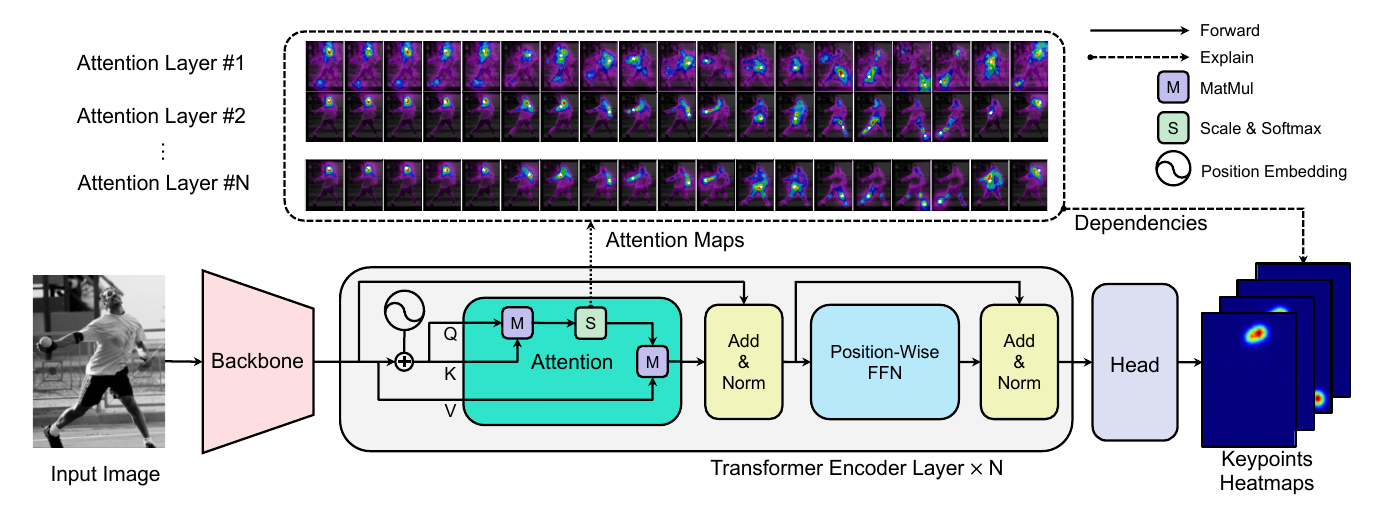 Attention Layer #1
Attention Layer #2
⋮
Attention Layer #N
Forward
Explain
M MatMul
S Scale & Softmax
Position Embedding
Dependencies
Attention Maps
Input Image
Backbone
Q
K
V
M
S
M
Attention
Add
&
Norm
Position-Wise
FFN
Add
&
Norm
Transformer Encoder Layer × N
Head
Keypoints
Heatmaps